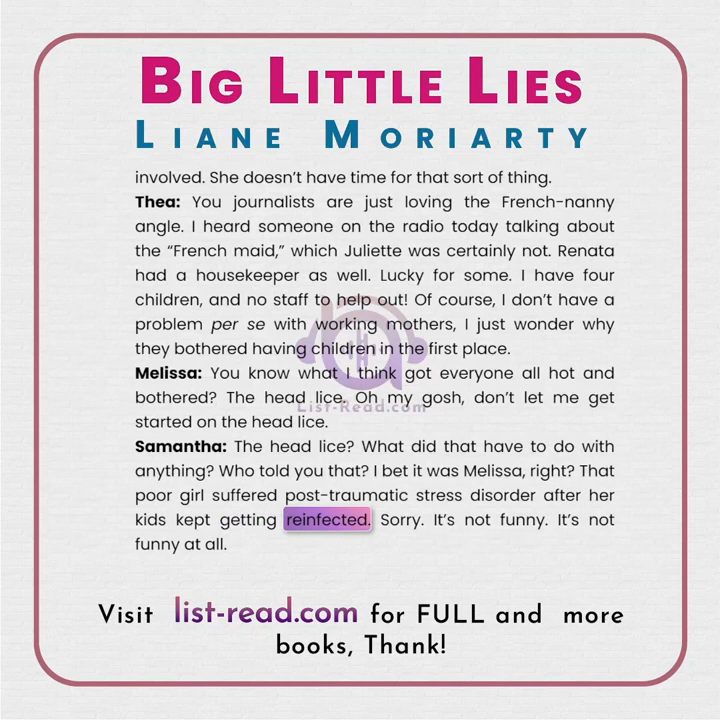 BIG LITTLE LIES
LIANE MORIARTY
involved. She doesn’t have time for that sort of thing.
Thea: You journalists are just loving the French-nanny
angle. I heard someone on the radio today talking about
the “French maid,” which Juliette was certainly not. Renata
had a housekeeper as well. Lucky for some. I have four
children, and no staff to help out! Of course, I don’t have a
problem per se with working mothers, I just wonder why
they bothered having children in the first place.
Melissa: You know what I think got everyone all hot and
bothered? The head lice. Oh my gosh, don’t let me get
List-Read.com
started on the head lice.
Samantha: The head lice? What did that have to do with
anything? Who told you that? I bet it was Melissa, right? That
poor girl suffered post-traumatic stress disorder after her
kids kept getting reinfected. Sorry. It’s not funny. It’s not
funny at all.
Visit list-read.com for FULL and more
books, Thank!